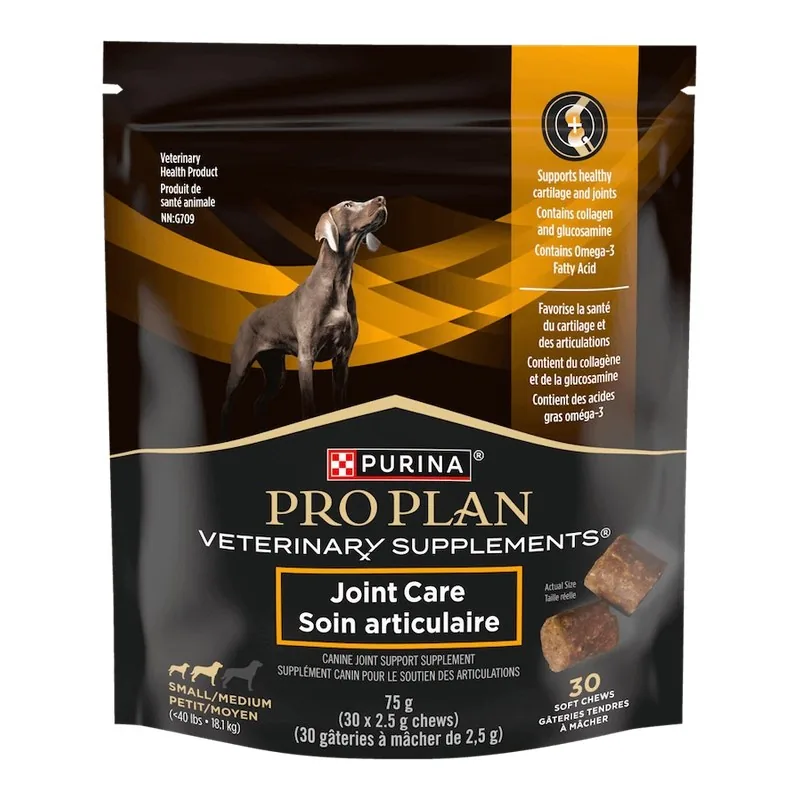 Veterinary
Health Product
Produit de
santé animale
NN:G709
Supports healthy
cartilage and joints
Contains collagen
and glucosamine
Contains Omega-3
Fatty Acid
Favorise la santé
du cartilage et
des articulations
Contient du collagène
et de la glucosamine
Contient des acides
gras oméga-3
PURINA®
PRO PLAN
VETERINARY SUPPLEMENTS®
Joint Care
Soin articulaire
CANINE JOINT SUPPORT SUPPLEMENT
SUPPLÉMENT CANIN POUR LE SOUTIEN DES ARTICULATIONS
75 g
(30 x 2.5 g chews)
(30 gâteries à mâcher de 2,5 g)
SMALL/MEDIUM
PETIT/MOYEN
(<40 lbs • 18.1 kg)
Actual Size
Taille réelle
30
SOFT CHEWS
GÂTERIES TENDRES
À MÂCHER